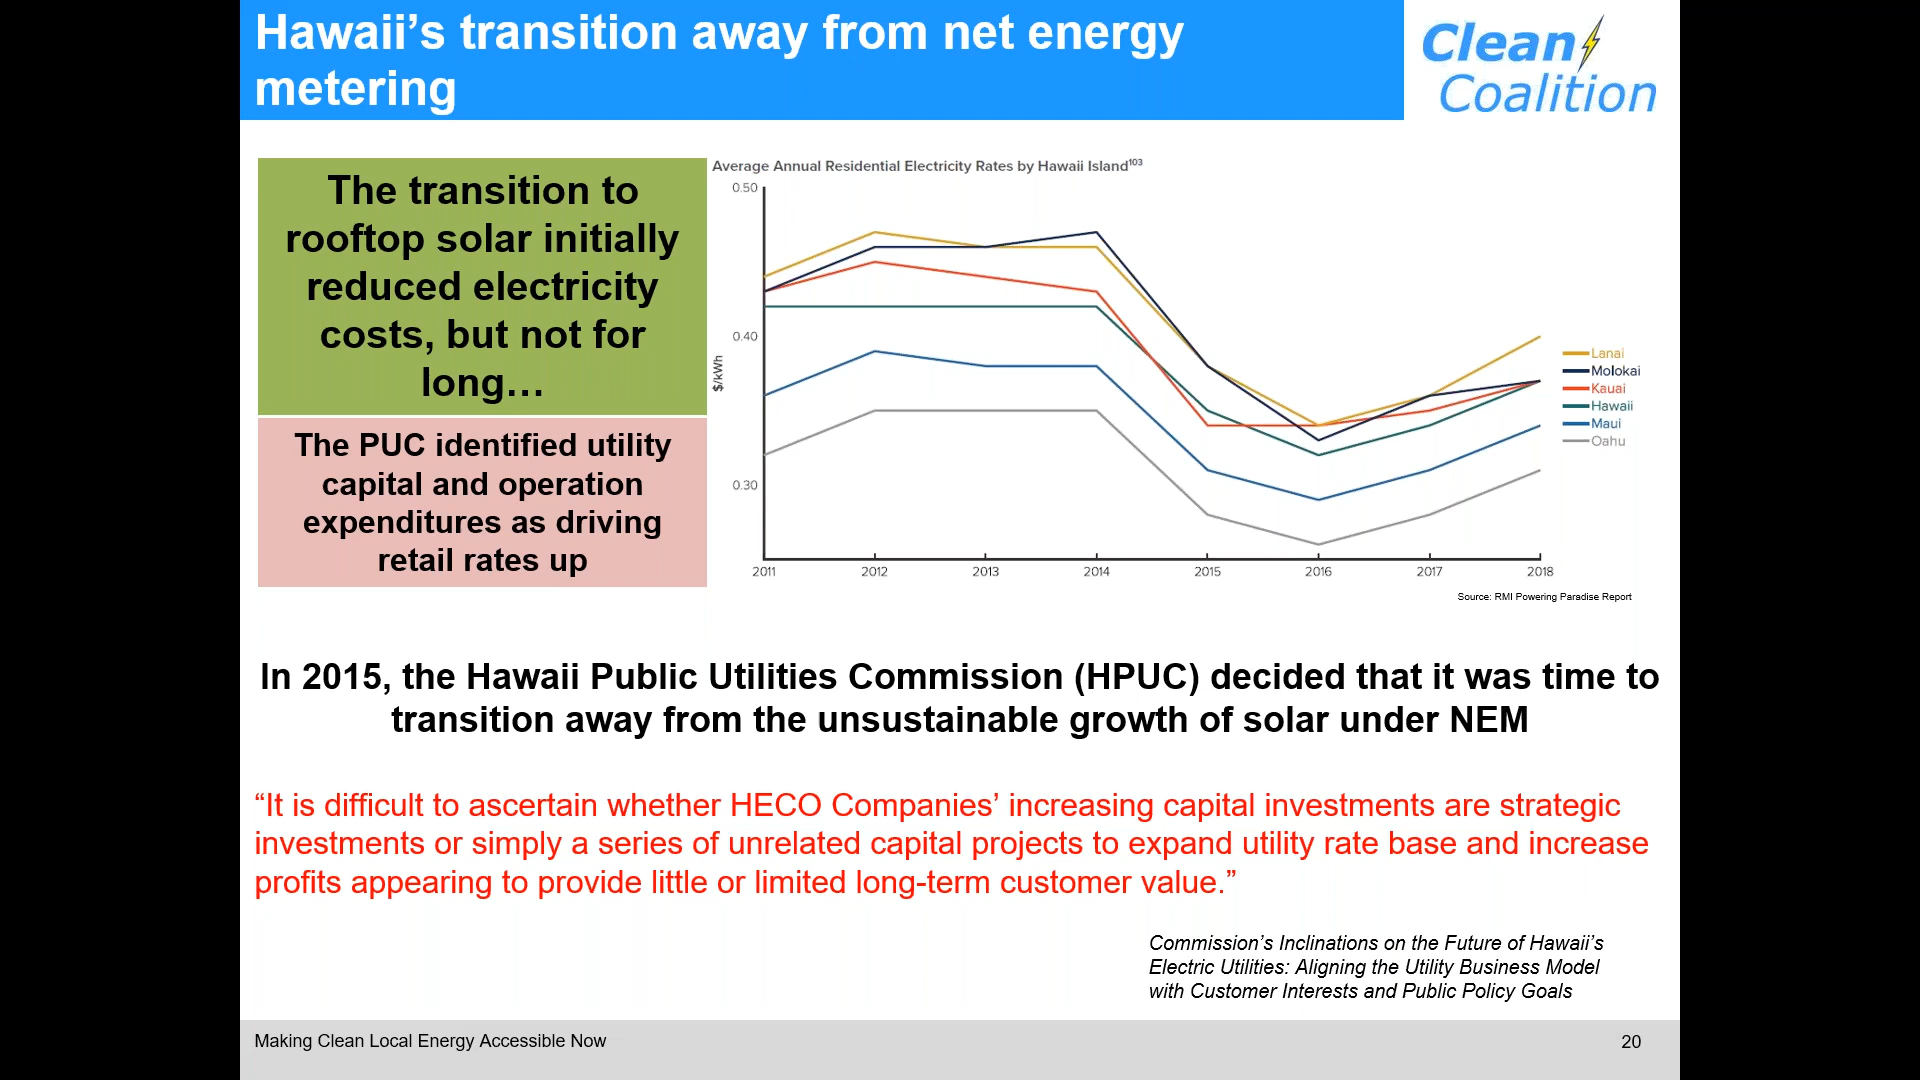 Hawaii’s transition away from net energy
metering
Clean
Coalition
The transition to
rooftop solar initially
reduced electricity
costs, but not for
long…
The PUC identified utility
capital and operation
expenditures as driving
retail rates up
Average Annual Residential Electricity Rates by Hawaii Island¹⁰³
0.50
0.40
0.30
$/kWh
2011 2012 2013 2014 2015 2016 2017 2018
Lanai
Molokai
Kauai
Hawaii
Maui
Oahu
Source: RMI Powering Paradise Report
In 2015, the Hawaii Public Utilities Commission (HPUC) decided that it was time to
transition away from the unsustainable growth of solar under NEM
“It is difficult to ascertain whether HECO Companies’ increasing capital investments are strategic
investments or simply a series of unrelated capital projects to expand utility rate base and increase
profits appearing to provide little or limited long-term customer value.”
Commission’s Inclinations on the Future of Hawaii’s
Electric Utilities: Aligning the Utility Business Model
with Customer Interests and Public Policy Goals
Making Clean Local Energy Accessible Now
20